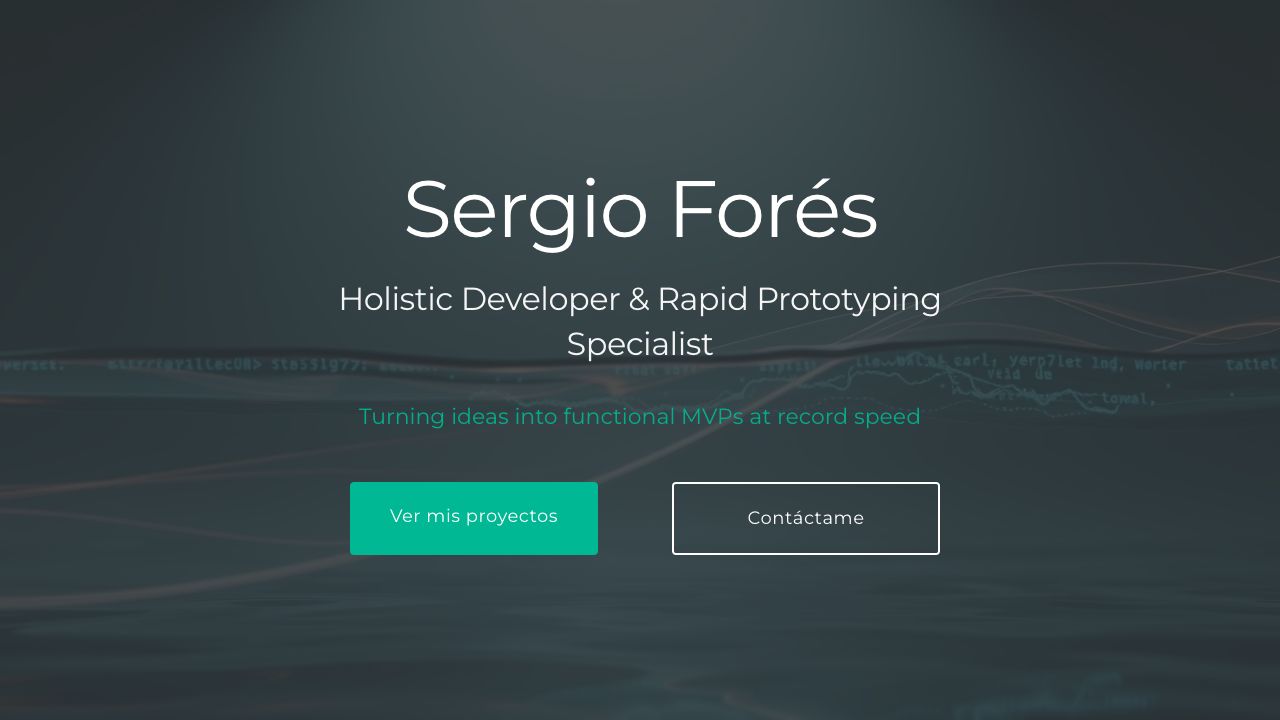 Sergio Forés
Holistic Developer & Rapid Prototyping
Specialist
Turning ideas into functional MVPs at record speed
Ver mis proyectos
Contáctame